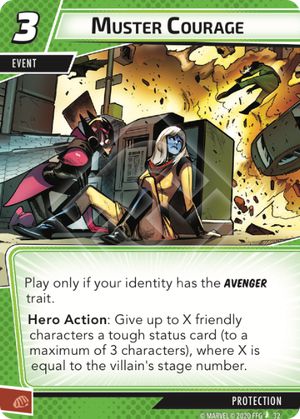 3
MUSTER COURAGE
EVENT
Play only if your identity has the AVENGER
trait.
Hero Action: Give up to X friendly
characters a tough status card (to a
maximum of 3 characters), where X is
equal to the villain's stage number.
PROTECTION
© MARVEL © 2020 FFG 72